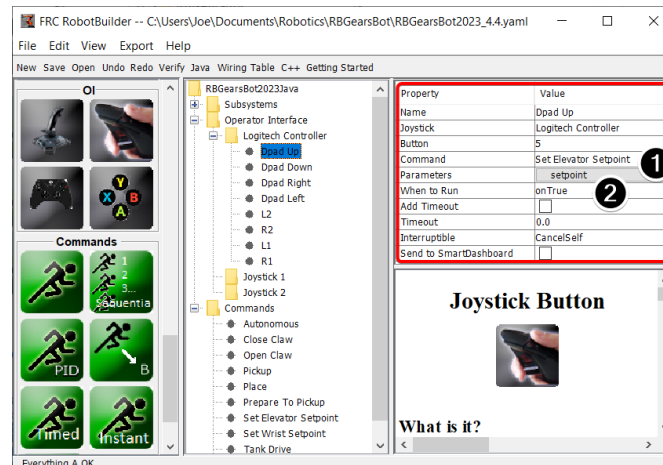 FRC RobotBuilder -- C:\Users\Joe\Documents\Robotics\RBGearsBot\RBGearsBot2023_4.4.yaml
File Edit View Export Help
New Save Open Undo Redo Verify Java Wiring Table C++ Getting Started
OI
Y
X B
A
Commands
1
2
3...
Sequentia
PID
B
Timed
Instant
RBGearsBot2023Java
Subsystems
Operator Interface
Logitech Controller
Dpad Up
Dpad Down
Dpad Right
Dpad Left
L2
R2
L1
R1
Joystick 1
Joystick 2
Commands
Autonomous
Close Claw
Open Claw
Pickup
Place
Prepare To Pickup
Set Elevator Setpoint
Set Wrist Setpoint
Tank Drive
Property Value
Name Dpad Up
Joystick Logitech Controller
Button 5
Command Set Elevator Setpoint 1
Parameters setpoint
When to Run onTrue 2
Add Timeout
Timeout 0.0
Interruptible CancelSelf
Send to SmartDashboard
Joystick Button
What is it?
Everything A OK